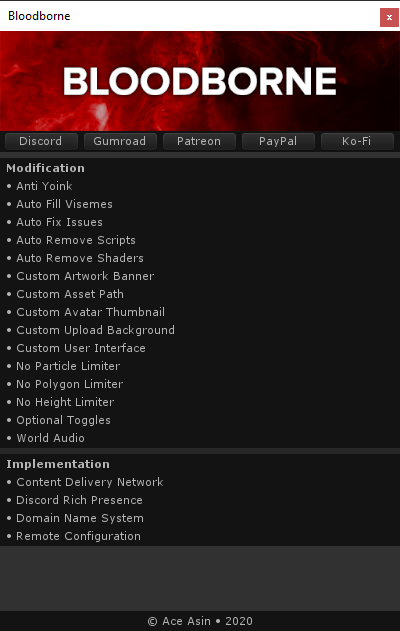 Bloodborne
x
BLOODBORNE
Discord Gumroad Patreon PayPal Ko-Fi
Modification
• Anti Yoink
• Auto Fill Visemes
• Auto Fix Issues
• Auto Remove Scripts
• Auto Remove Shaders
• Custom Artwork Banner
• Custom Asset Path
• Custom Avatar Thumbnail
• Custom Upload Background
• Custom User Interface
• No Particle Limiter
• No Polygon Limiter
• No Height Limiter
• Optional Toggles
• World Audio
Implementation
• Content Delivery Network
• Discord Rich Presence
• Domain Name System
• Remote Configuration
© Ace Asin • 2020